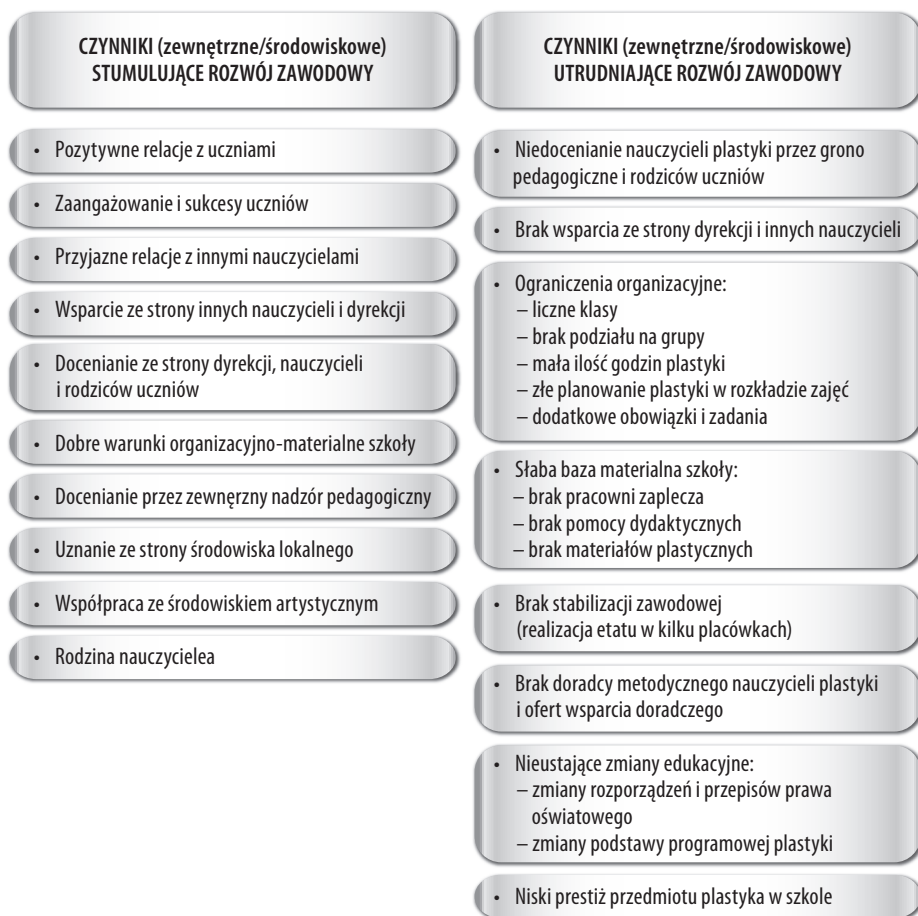 CZYNNIKI (zewnętrzne/środowiskowe)
STUMULUJĄCE ROZWÓJ ZAWODOWY
• Pozytywne relacje z uczniami
• Zaangażowanie i sukcesy uczniów
• Przyjazne relacje z innymi nauczycielami
• Wsparcie ze strony innych nauczycieli i dyrekcji
• Docenianie ze strony dyrekcji, nauczycieli
i rodziców uczniów
• Dobre warunki organizacyjno-materialne szkoły
• Docenianie przez zewnęrzny nadzór pedagogiczny
• Uznanie ze strony środowiska lokalnego
• Współpraca ze środowiskiem artystycznym
• Rodzina nauczycielea
CZYNNIKI (zewnętrzne/środowiskowe)
UTRUDNIAJĄCE ROZWÓJ ZAWODOWY
• Niedocenianie nauczycieli plastyki przez grono
pedagogiczne i rodziców uczniów
• Brak wsparcia ze strony dyrekcji i innych nauczycieli
• Ograniczenia organizacyjne:
– liczne klasy
– brak podziału na grupy
– mała ilość godzin plastyki
– złe planowanie plastyki w rozkładzie zajęć
– dodatkowe obowiązki i zadania
• Słaba baza materialna szkoły:
– brak pracowni zaplecza
– brak pomocy dydaktycznych
– brak materiałów plastycznych
• Brak stabilizacji zawodowej
(realizacja etatu w kilku placówkach)
• Brak doradcy metodycznego nauczycieli plastyki
i ofert wsparcia doradczego
• Nieustające zmiany edukacyjne:
– zmiany rozporządzeń i przepisów prawa
oświatowego
– zmiany podstawy programowej plastyki
• Niski prestiż przedmiotu plastyka w szkole